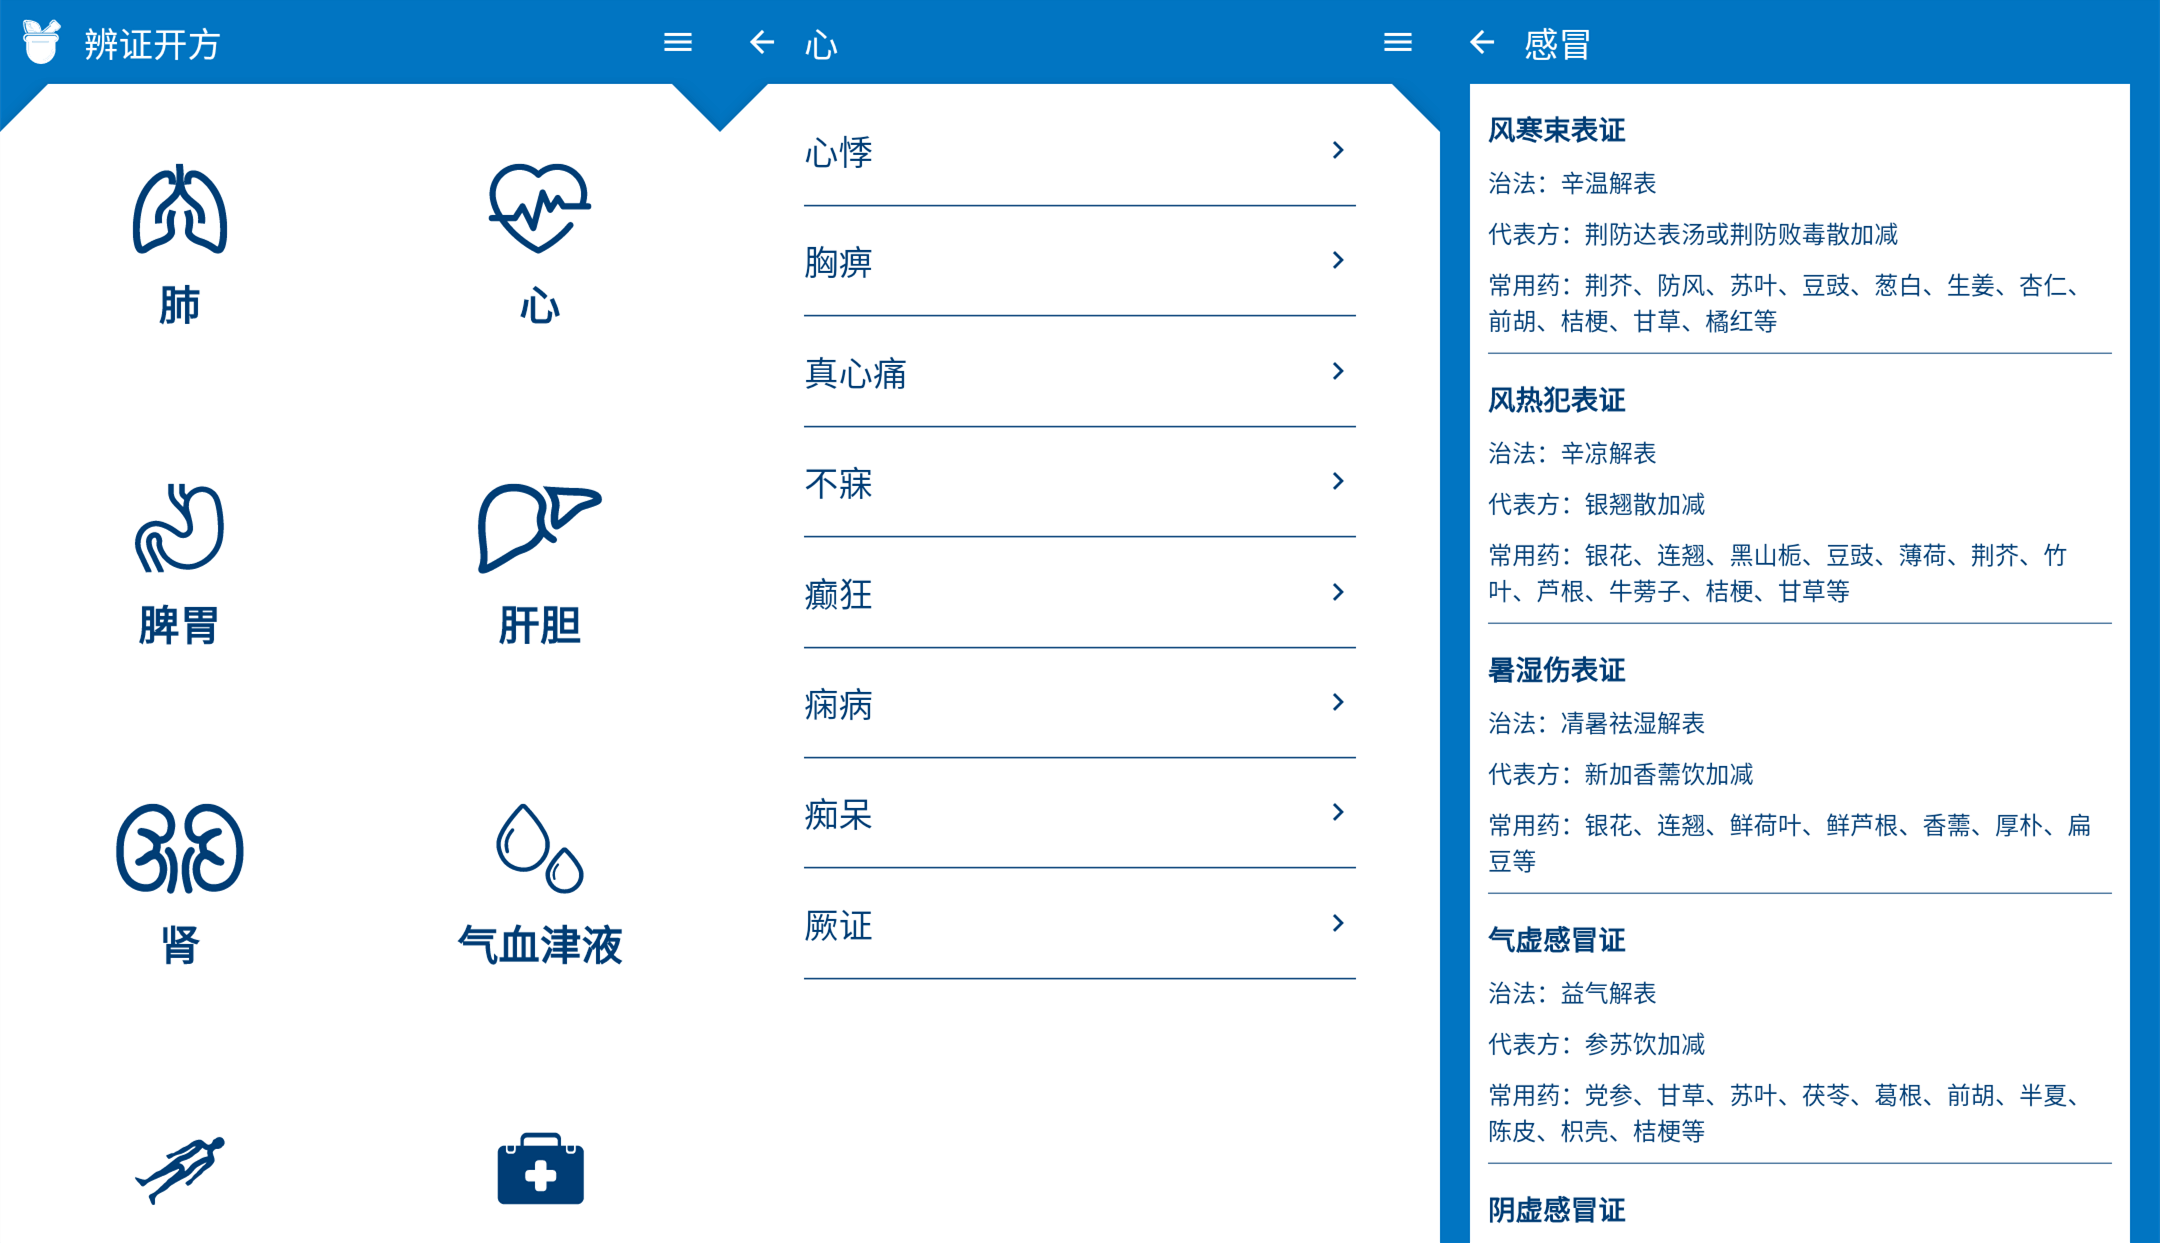 辨证开方
肺
心
脾胃
肝胆
肾
气血津液
心
心悸
胸痹
真心痛
不寐
癫狂
痫病
痴呆
厥证
感冒
风寒束表证
治法：辛温解表
代表方：荆防达表汤或荆防败毒散加减
常用药：荆芥、防风、苏叶、豆豉、葱白、生姜、杏仁、
前胡、桔梗、甘草、橘红等
风热犯表证
治法：辛凉解表
代表方：银翘散加减
常用药：银花、连翘、黑山栀、豆豉、薄荷、荆芥、竹
叶、芦根、牛蒡子、桔梗、甘草等
暑湿伤表证
治法：清暑祛湿解表
代表方：新加香薷饮加减
常用药：银花、连翘、鲜荷叶、鲜芦根、香薷、厚朴、扁
豆等
气虚感冒证
治法：益气解表
代表方：参苏饮加减
常用药：党参、甘草、苏叶、茯苓、葛根、前胡、半夏、
陈皮、枳壳、桔梗等
阴虚感冒证